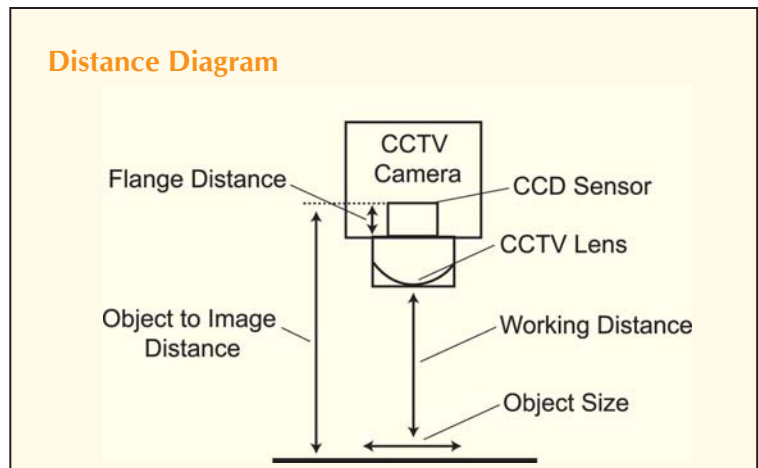 Distance Diagram
CCTV
Camera
Flange Distance
CCD Sensor
CCTV Lens
Object to Image
Distance
Working Distance
Object Size